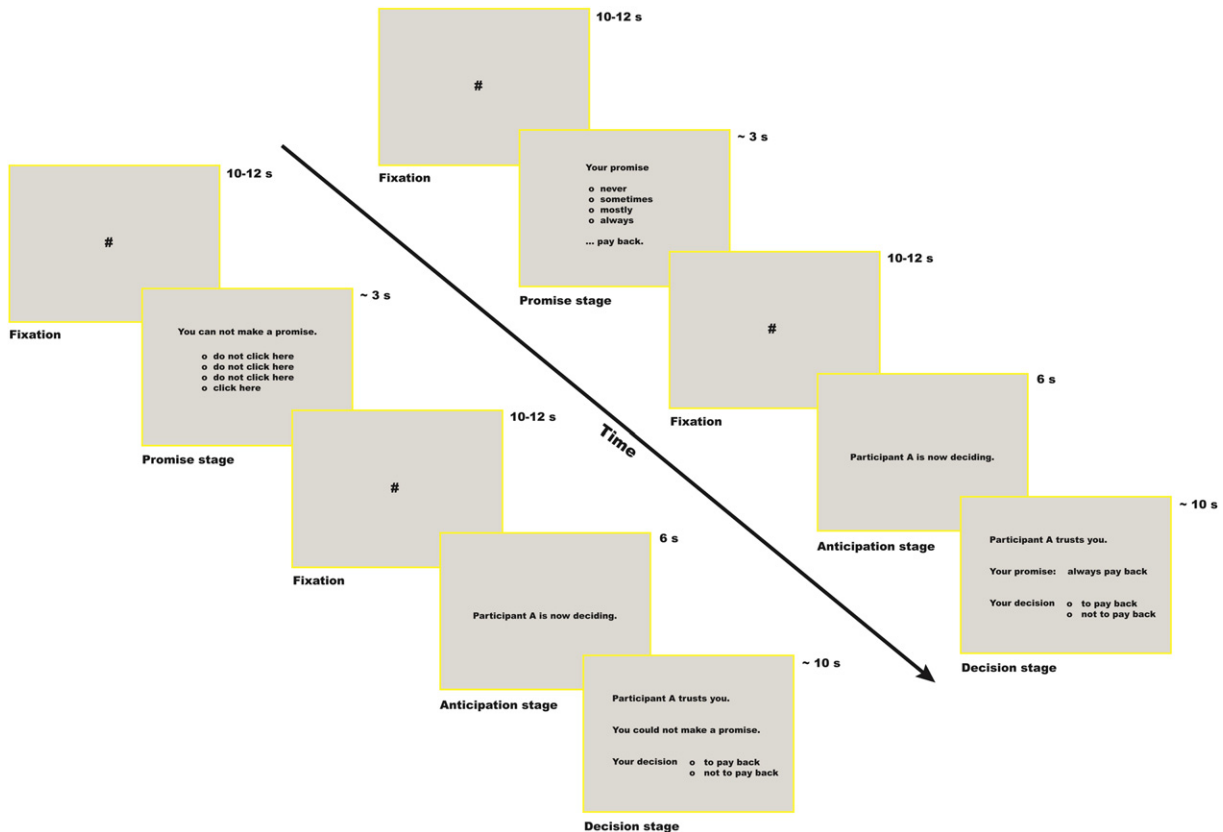 10-12 s
#
Fixation
~ 3 s
Your promise
o never
o sometimes
o mostly
o always
... pay back.
Promise stage
10-12 s
#
Fixation
6 s
Participant A is now deciding.
Anticipation stage
~ 10 s
Participant A trusts you.
Your promise: always pay back
Your decision o to pay back
o not to pay back
Decision stage
Time
10-12 s
#
Fixation
~ 3 s
You can not make a promise.
o do not click here
o do not click here
o do not click here
o click here
Promise stage
10-12 s
#
Fixation
6 s
Participant A is now deciding.
Anticipation stage
~ 10 s
Participant A trusts you.
You could not make a promise.
Your decision o to pay back
o not to pay back
Decision stage